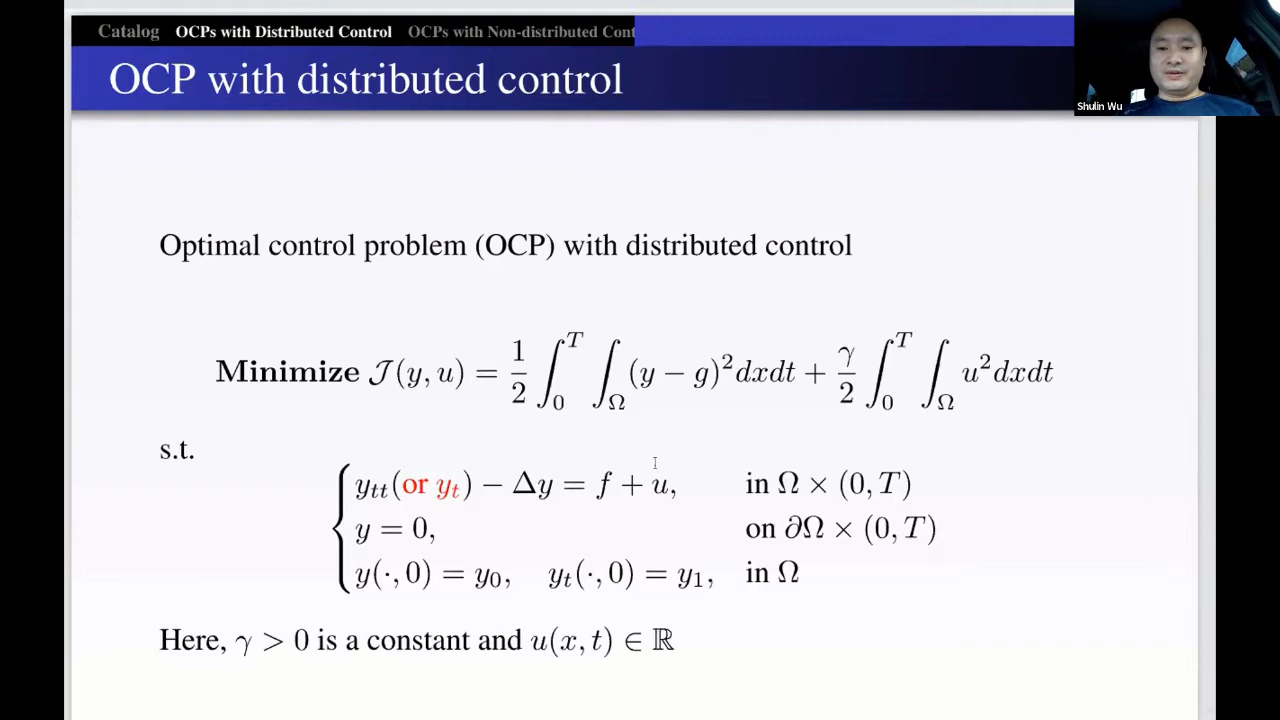 Catalog OCPs with Distributed Control OCPs with Non-distributed Cont
OCP with distributed control
Shulin Wu
Optimal control problem (OCP) with distributed control
Minimize 𝒥(y, u) = 1/2 ∫₀ᵀ ∫_Ω (y − g)²dxdt + γ/2 ∫₀ᵀ ∫_Ω u²dxdt
s.t.
y_tt(or y_t) − Δy = f + u, in Ω × (0, T)
y = 0, on ∂Ω × (0, T)
y(·, 0) = y₀, y_t(·, 0) = y₁, in Ω
Here, γ > 0 is a constant and u(x, t) ∈ ℝ